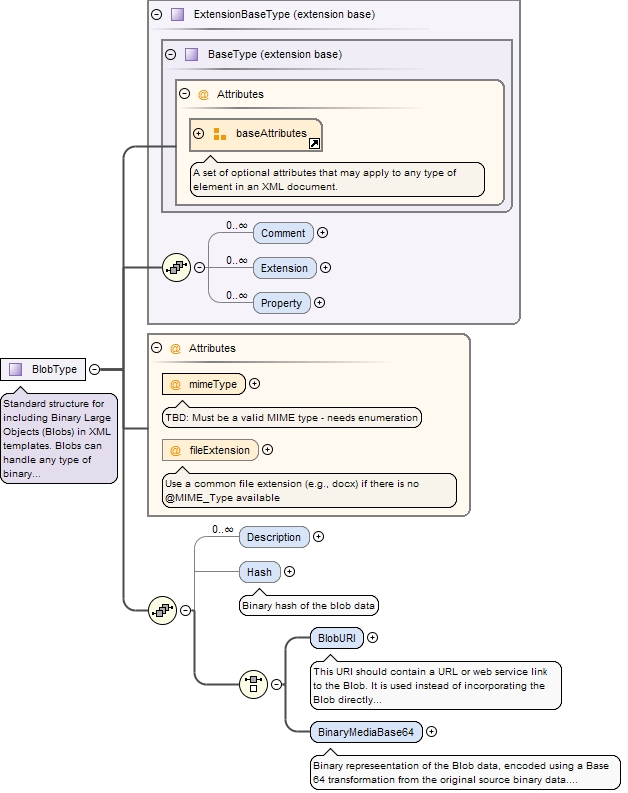 ExtensionBaseType (extension base)
BaseType (extension base)
@ Attributes
baseAttributes
A set of optional attributes that may apply to any type of
element in an XML document.
0..∞
Comment
0..∞
Extension
0..∞
Property
BlobType
Standard structure for
including Binary Large
Objects (Blobs) in XML
templates. Blobs can
handle any type of
binary...
@ Attributes
@ mimeType
TBD: Must be a valid MIME type - needs enumeration
@ fileExtension
Use a common file extension (e.g., docx) if there is no
@MIME_Type available
0..∞
Description
Hash
Binary hash of the blob data
BlobURI
This URI should contain a URL or web service link
to the Blob. It is used instead of incorporating the
Blob directly...
BinaryMediaBase64
Binary represeentation of the Blob data, encoded using a Base
64 transformation from the original source binary data....